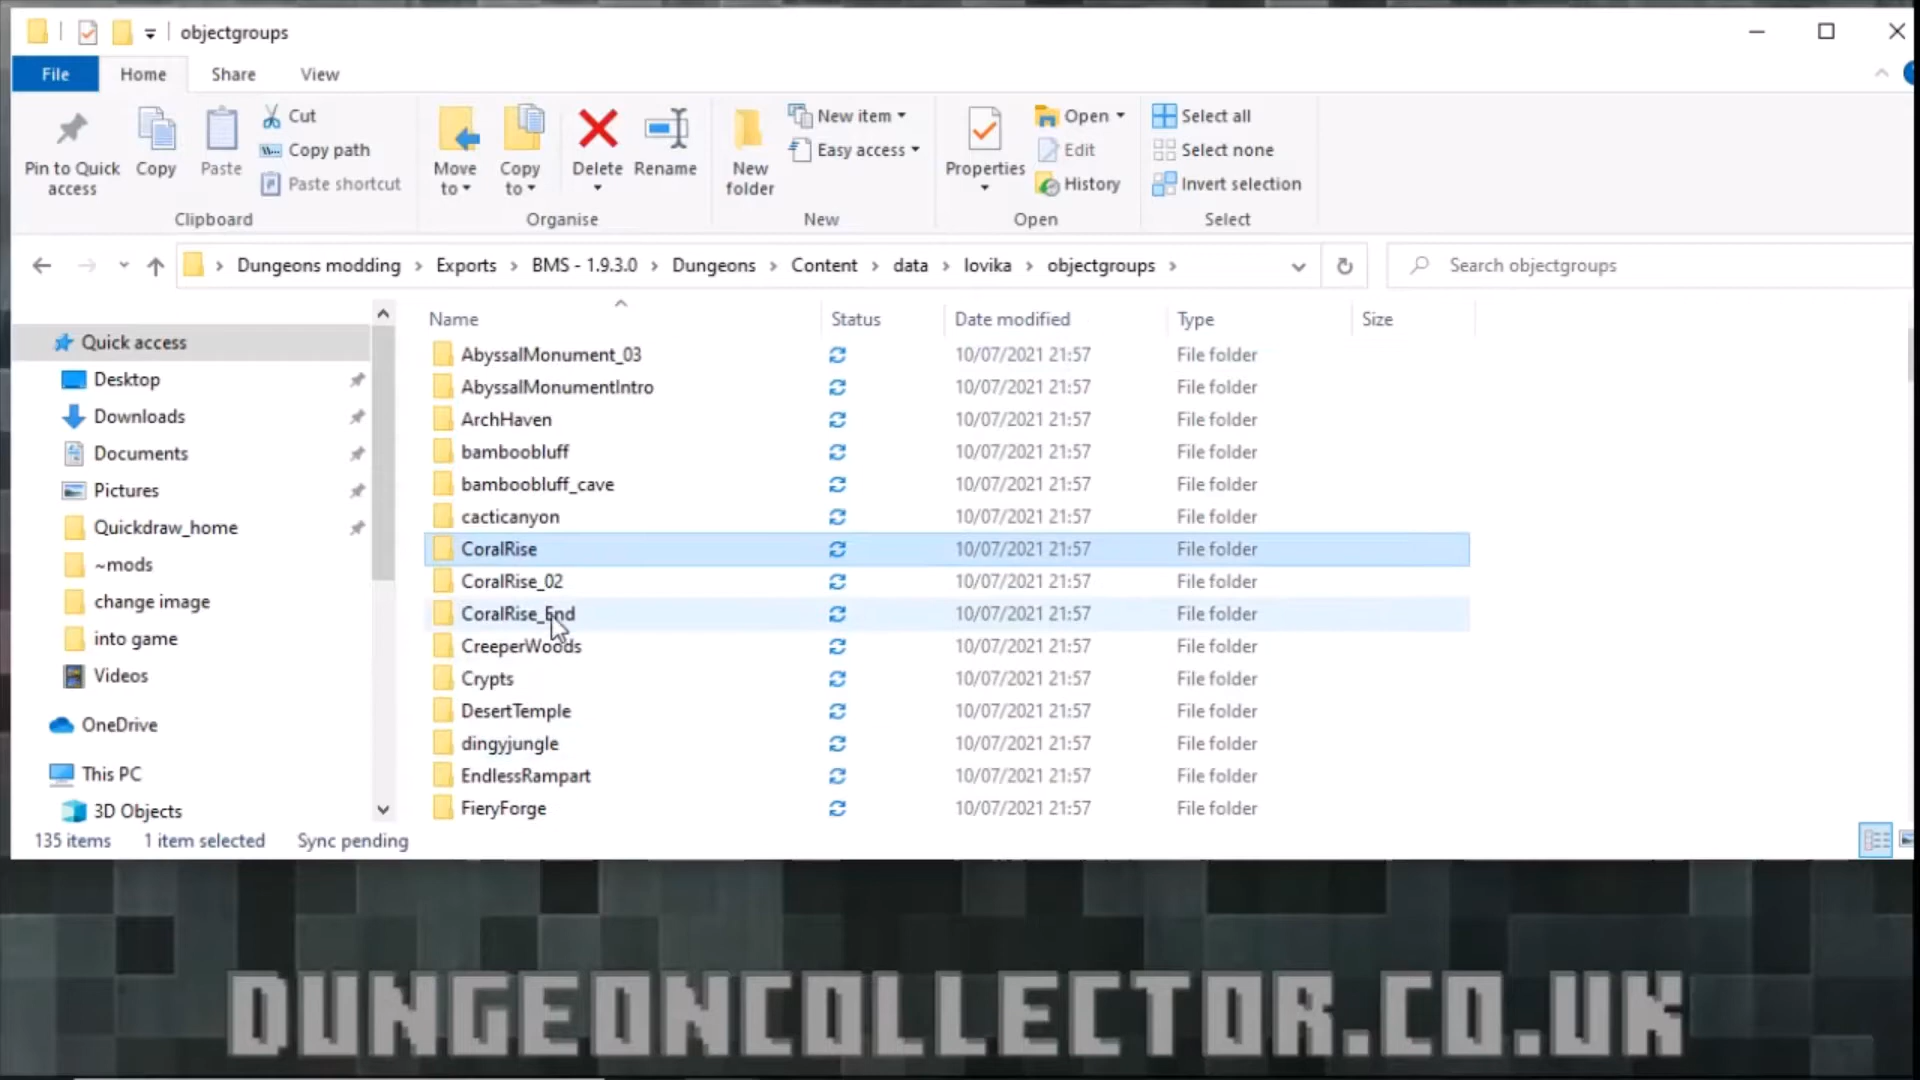 objectgroups
File Home Share View
Pin to Quick access
Copy
Paste
Cut
Copy path
Paste shortcut
Clipboard
Move to
Copy to
Delete
Rename
Organise
New folder
New item
Easy access
New
Properties
Open
Edit
History
Open
Select all
Select none
Invert selection
Select
Dungeons modding > Exports > BMS - 1.9.3.0 > Dungeons > Content > data > lovika > objectgroups >
Search objectgroups
Name Status Date modified Type Size
Quick access
Desktop
Downloads
Documents
Pictures
Quickdraw_home
~mods
change image
into game
Videos
OneDrive
This PC
3D Objects
AbyssalMonument_03 10/07/2021 21:57 File folder
AbyssalMonumentIntro 10/07/2021 21:57 File folder
ArchHaven 10/07/2021 21:57 File folder
bamboobluff 10/07/2021 21:57 File folder
bamboobluff_cave 10/07/2021 21:57 File folder
cacticanyon 10/07/2021 21:57 File folder
CoralRise 10/07/2021 21:57 File folder
CoralRise_02 10/07/2021 21:57 File folder
CoralRise_End 10/07/2021 21:57 File folder
CreeperWoods 10/07/2021 21:57 File folder
Crypts 10/07/2021 21:57 File folder
DesertTemple 10/07/2021 21:57 File folder
dingyjungle 10/07/2021 21:57 File folder
EndlessRampart 10/07/2021 21:57 File folder
FieryForge 10/07/2021 21:57 File folder
135 items 1 item selected Sync pending
DUNGEONCOLLECTOR.CO.UK